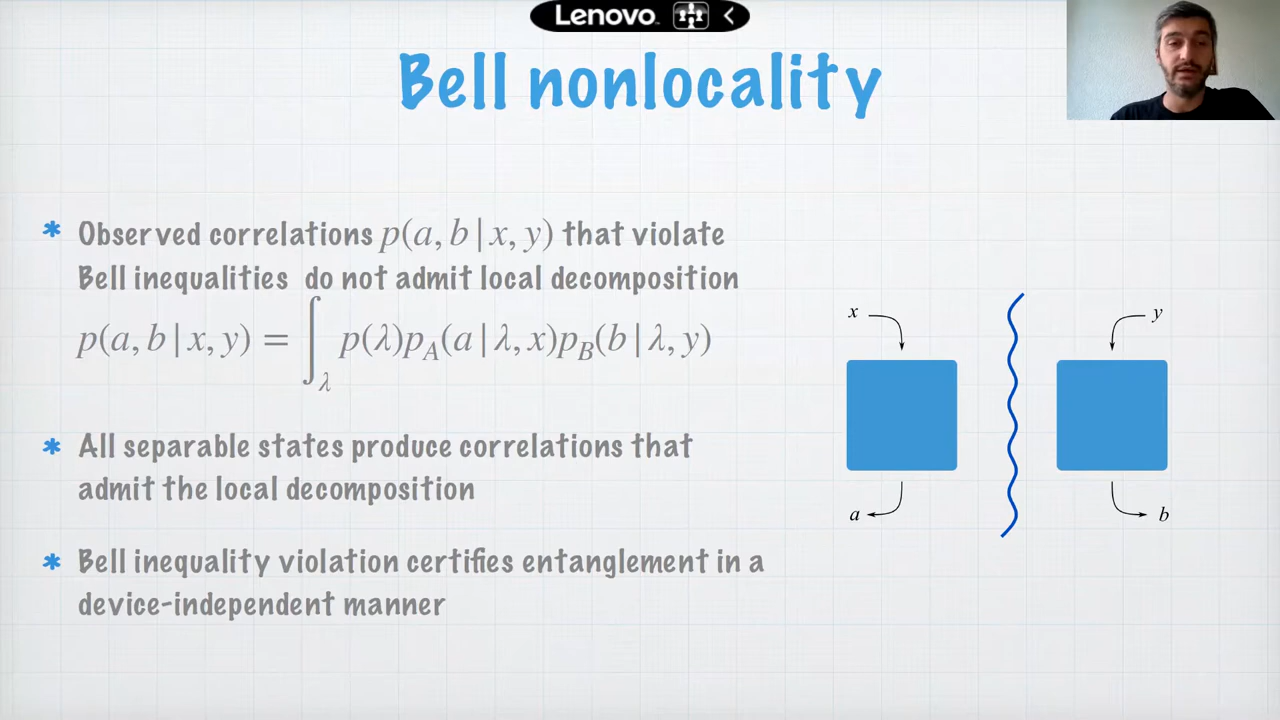 Lenovo
Bell nonlocality
* Observed correlations p(a, b | x, y) that violate
Bell inequalities do not admit local decomposition
p(a, b | x, y) = ∫_λ p(λ)p_A(a | λ, x)p_B(b | λ, y)
* All separable states produce correlations that
admit the local decomposition
* Bell inequality violation certifies entanglement in a
device-independent manner
x
y
a
b